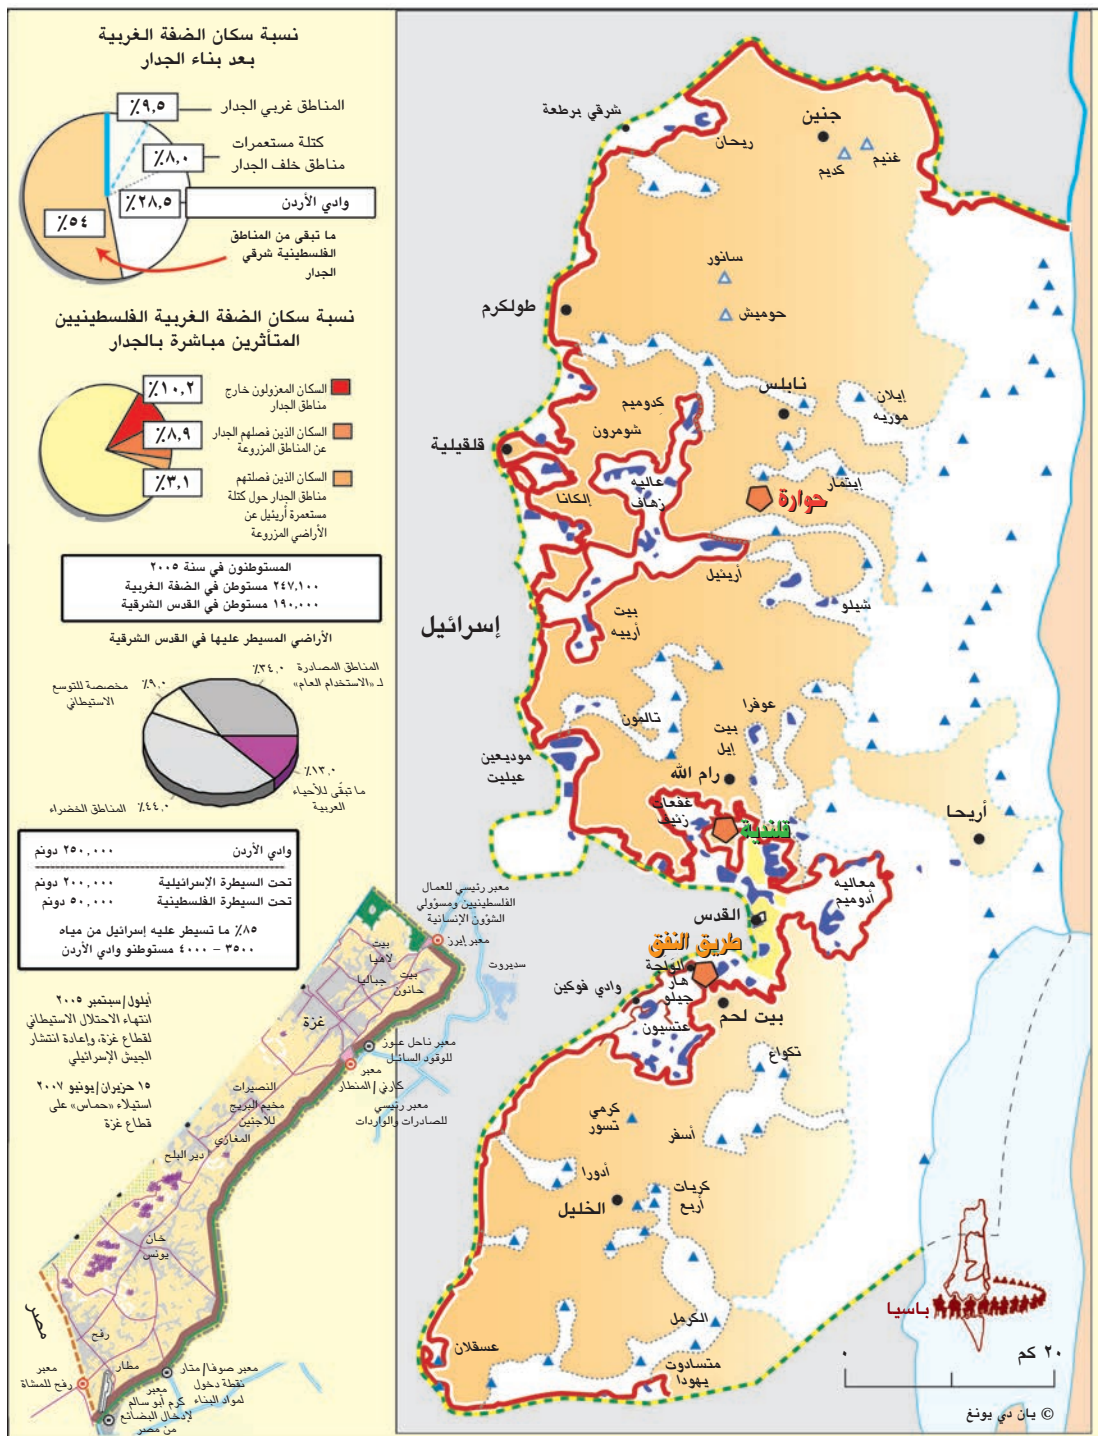 نسبة سكان الضفة الغربية
بعد بناء الجدار
٪٩,٥
المناطق غربي الجدار
٪٨,٠
كتلة مستعمرات
مناطق خلف الجدار
٪٢٨,٥
وادي الأردن
٪٥٤
ما تبقى من المناطق
الفلسطينية شرقي
الجدار
نسبة سكان الضفة الغربية الفلسطينيين
المتأثرين مباشرة بالجدار
٪١٠,٢
السكان المعزولون خارج
مناطق الجدار
٪٨,٩
السكان الذين فصلهم الجدار
عن المناطق المزروعة
٪٣,١
السكان الذين فصلتهم
مناطق الجدار حول كتلة
مستعمرة أريئيل عن
الأراضي المزروعة
المستوطنون في سنة ٢٠٠٥
٢٤٧,١٠٠ مستوطن في الضفة الغربية
١٩٠,٠٠٠ مستوطن في القدس الشرقية
الأراضي المسيطر عليها في القدس الشرقية
٪٣٤,٠
المناطق المصادرة
لـ «الاستخدام العام»
٪٩,٠
مخصصة للتوسع
الاستيطاني
٪١٣,٠
ما تبقّى للأحياء
العربية
٪٤٤,٠
المناطق الخضراء
وادي الأردن ٢٥٠,٠٠٠ دونم
تحت السيطرة الإسرائيلية ٢٠٠,٠٠٠ دونم
تحت السيطرة الفلسطينية ٥٠,٠٠٠ دونم
٨٥٪ ما تسيطر عليه إسرائيل من مياه
٣٥٠٠ – ٤٠٠٠ مستوطنو وادي الأردن
أيلول/سبتمبر ٢٠٠٥
انتهاء الاحتلال الاستيطاني
لقطاع غزة، وإعادة انتشار
الجيش الإسرائيلي
١٥ حزيران/يونيو ٢٠٠٧
استيلاء «حماس» على
قطاع غزة
معبر رئيسي للعمال
الفلسطينيين ومسؤولي
الشؤون الإنسانية
معبر إيرز
سديروت
بيت
لاهيا
بيت
حانون
جباليا
غزة
معبر ناحل عوز
للوقود السائل
معبر
كارني/المنطار
معبر رئيسي
للصادرات والواردات
النصيرات
مخيم البريج
للاجئين
المغازي
دير البلح
خان
يونس
مصر
رفح
مطار
معبر
رفح للمشاة
معبر صوفا/متار
نقطة دخول
لمواد البناء
معبر
كرم أبو سالم
لإدخال البضائع
من مصر
شرقي برطعة
ريحان
جنين
غنيم
كديم
سانور
حوميش
طولكرم
نابلس
إيلان
موريه
كدوميم
شومرون
قلقيلية
عاليه
زهاف
إلكانا
إيتمار
حوارة
أرييئيل
شيلو
إسرائيل
بيت
أرييه
عوفرا
تالمون
بيت
إيل
موديعين
عيليت
رام الله
غفعات
زئيف
قلندية
أريحا
معاليه
أدوميم
القدس
طريق النفق
الولجة
هار
جيلو
وادي فوكين
بيت لحم
عتسيون
تكواع
كرمي
تسور
أسفر
أدورا
كريات
أربع
الخليل
الكرمل
عسقلان
متسادوت
يهودا
باسيا
٠ ٢٠ كم
© يان دي يونغ